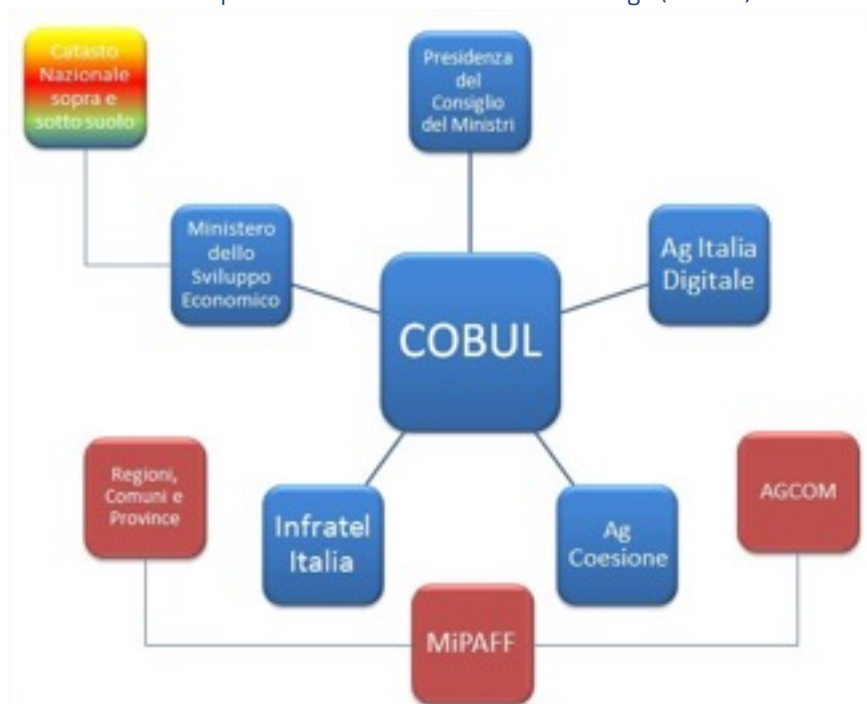 Catasto
Nazionale
sopra e
sotto suolo
Presidenza
del
Consiglio
del Ministri
Ministero
dello
Sviluppo
Economico
Ag Italia
Digitale
COBUL
Regioni,
Comuni e
Province
Infratel
Italia
Ag
Coesione
AGCOM
MiPAFF